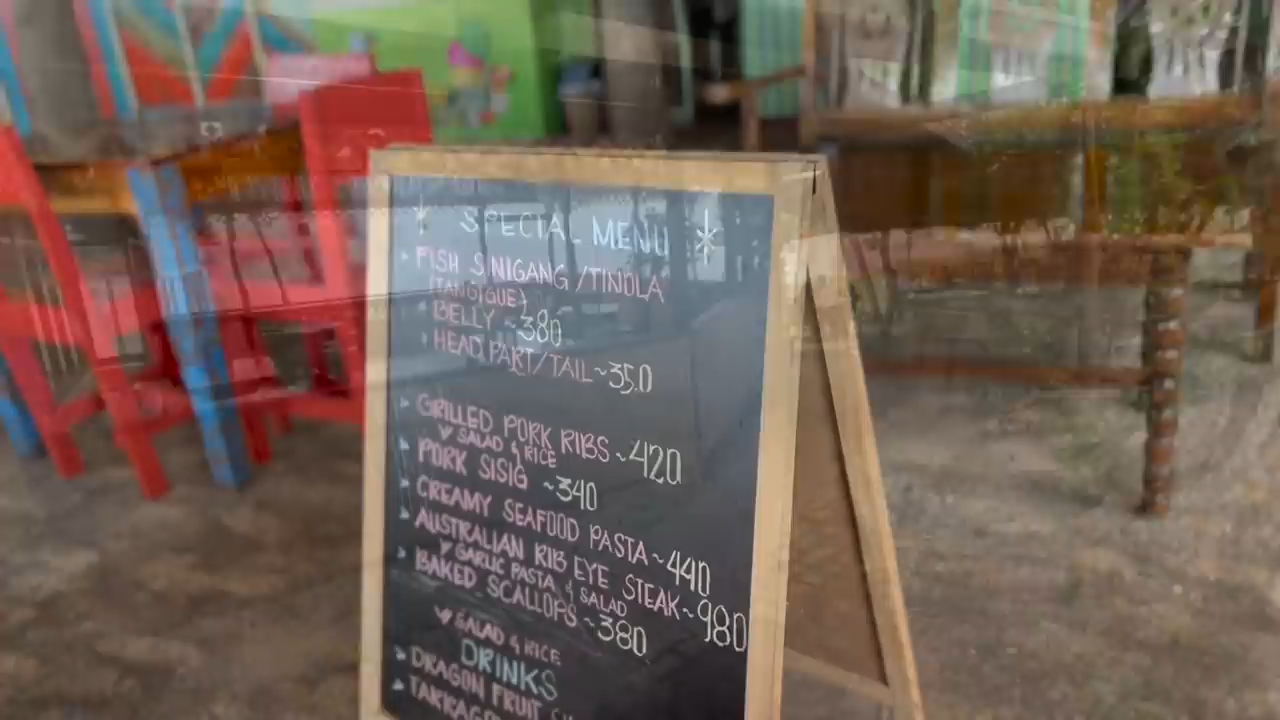 SPECIAL MENU
FISH SINIGANG /TINOLA
(TANGIGUE)
BELLY ~380
HEAD PART/TAIL ~350
GRILLED PORK RIBS ~420
SALAD & RICE
PORK SISIG ~340
CREAMY SEAFOOD PASTA ~440
AUSTRALIAN RIB EYE STEAK ~980
GARLIC PASTA & SALAD
BAKED SCALLOPS ~380
SALAD & RICE
DRINKS
DRAGON FRUIT